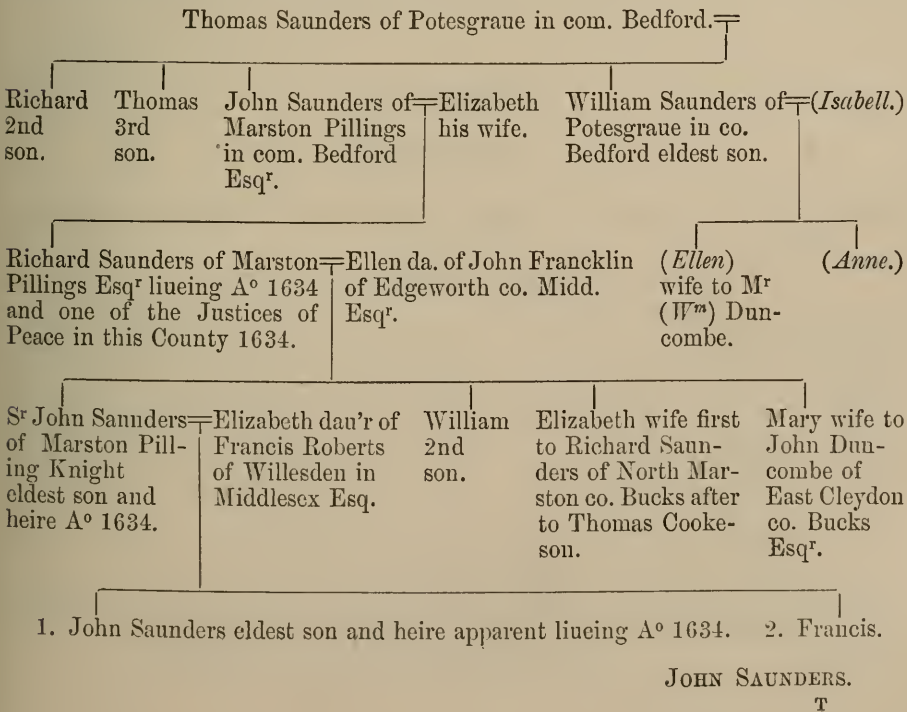 Thomas Saunders of Potesgraue in com. Bedford.
Richard
2nd
son.
Thomas
3rd
son.
John Saunders of
Marston Pillings
in com. Bedford
Esqʳ.
Elizabeth
his wife.
William Saunders of
Potesgraue in co.
Bedford eldest son.
(Isabell.)
Richard Saunders of Marston
Pillings Esqʳ liueing Aº 1634
and one of the Justices of
Peace in this County 1634.
Ellen da. of John Francklin
of Edgeworth co. Midd.
Esqʳ.
(Ellen)
wife to Mʳ
(Wᵐ) Dun-
combe.
(Anne.)
Sʳ John Saunders
of Marston Pill-
ing Knight
eldest son and
heire Aº 1634.
Elizabeth dau'r of
Francis Roberts
of Willesden in
Middlesex Esq.
William
2nd
son.
Elizabeth wife first
to Richard Saun-
ders of North Mar-
ston co. Bucks after
to Thomas Cooke-
son.
Mary wife to
John Dun-
combe of
East Cleydon
co. Bucks
Esqʳ.
1. John Saunders eldest son and heire apparent liueing Aº 1634. 2. Francis.
JOHN SAUNDERS.
T